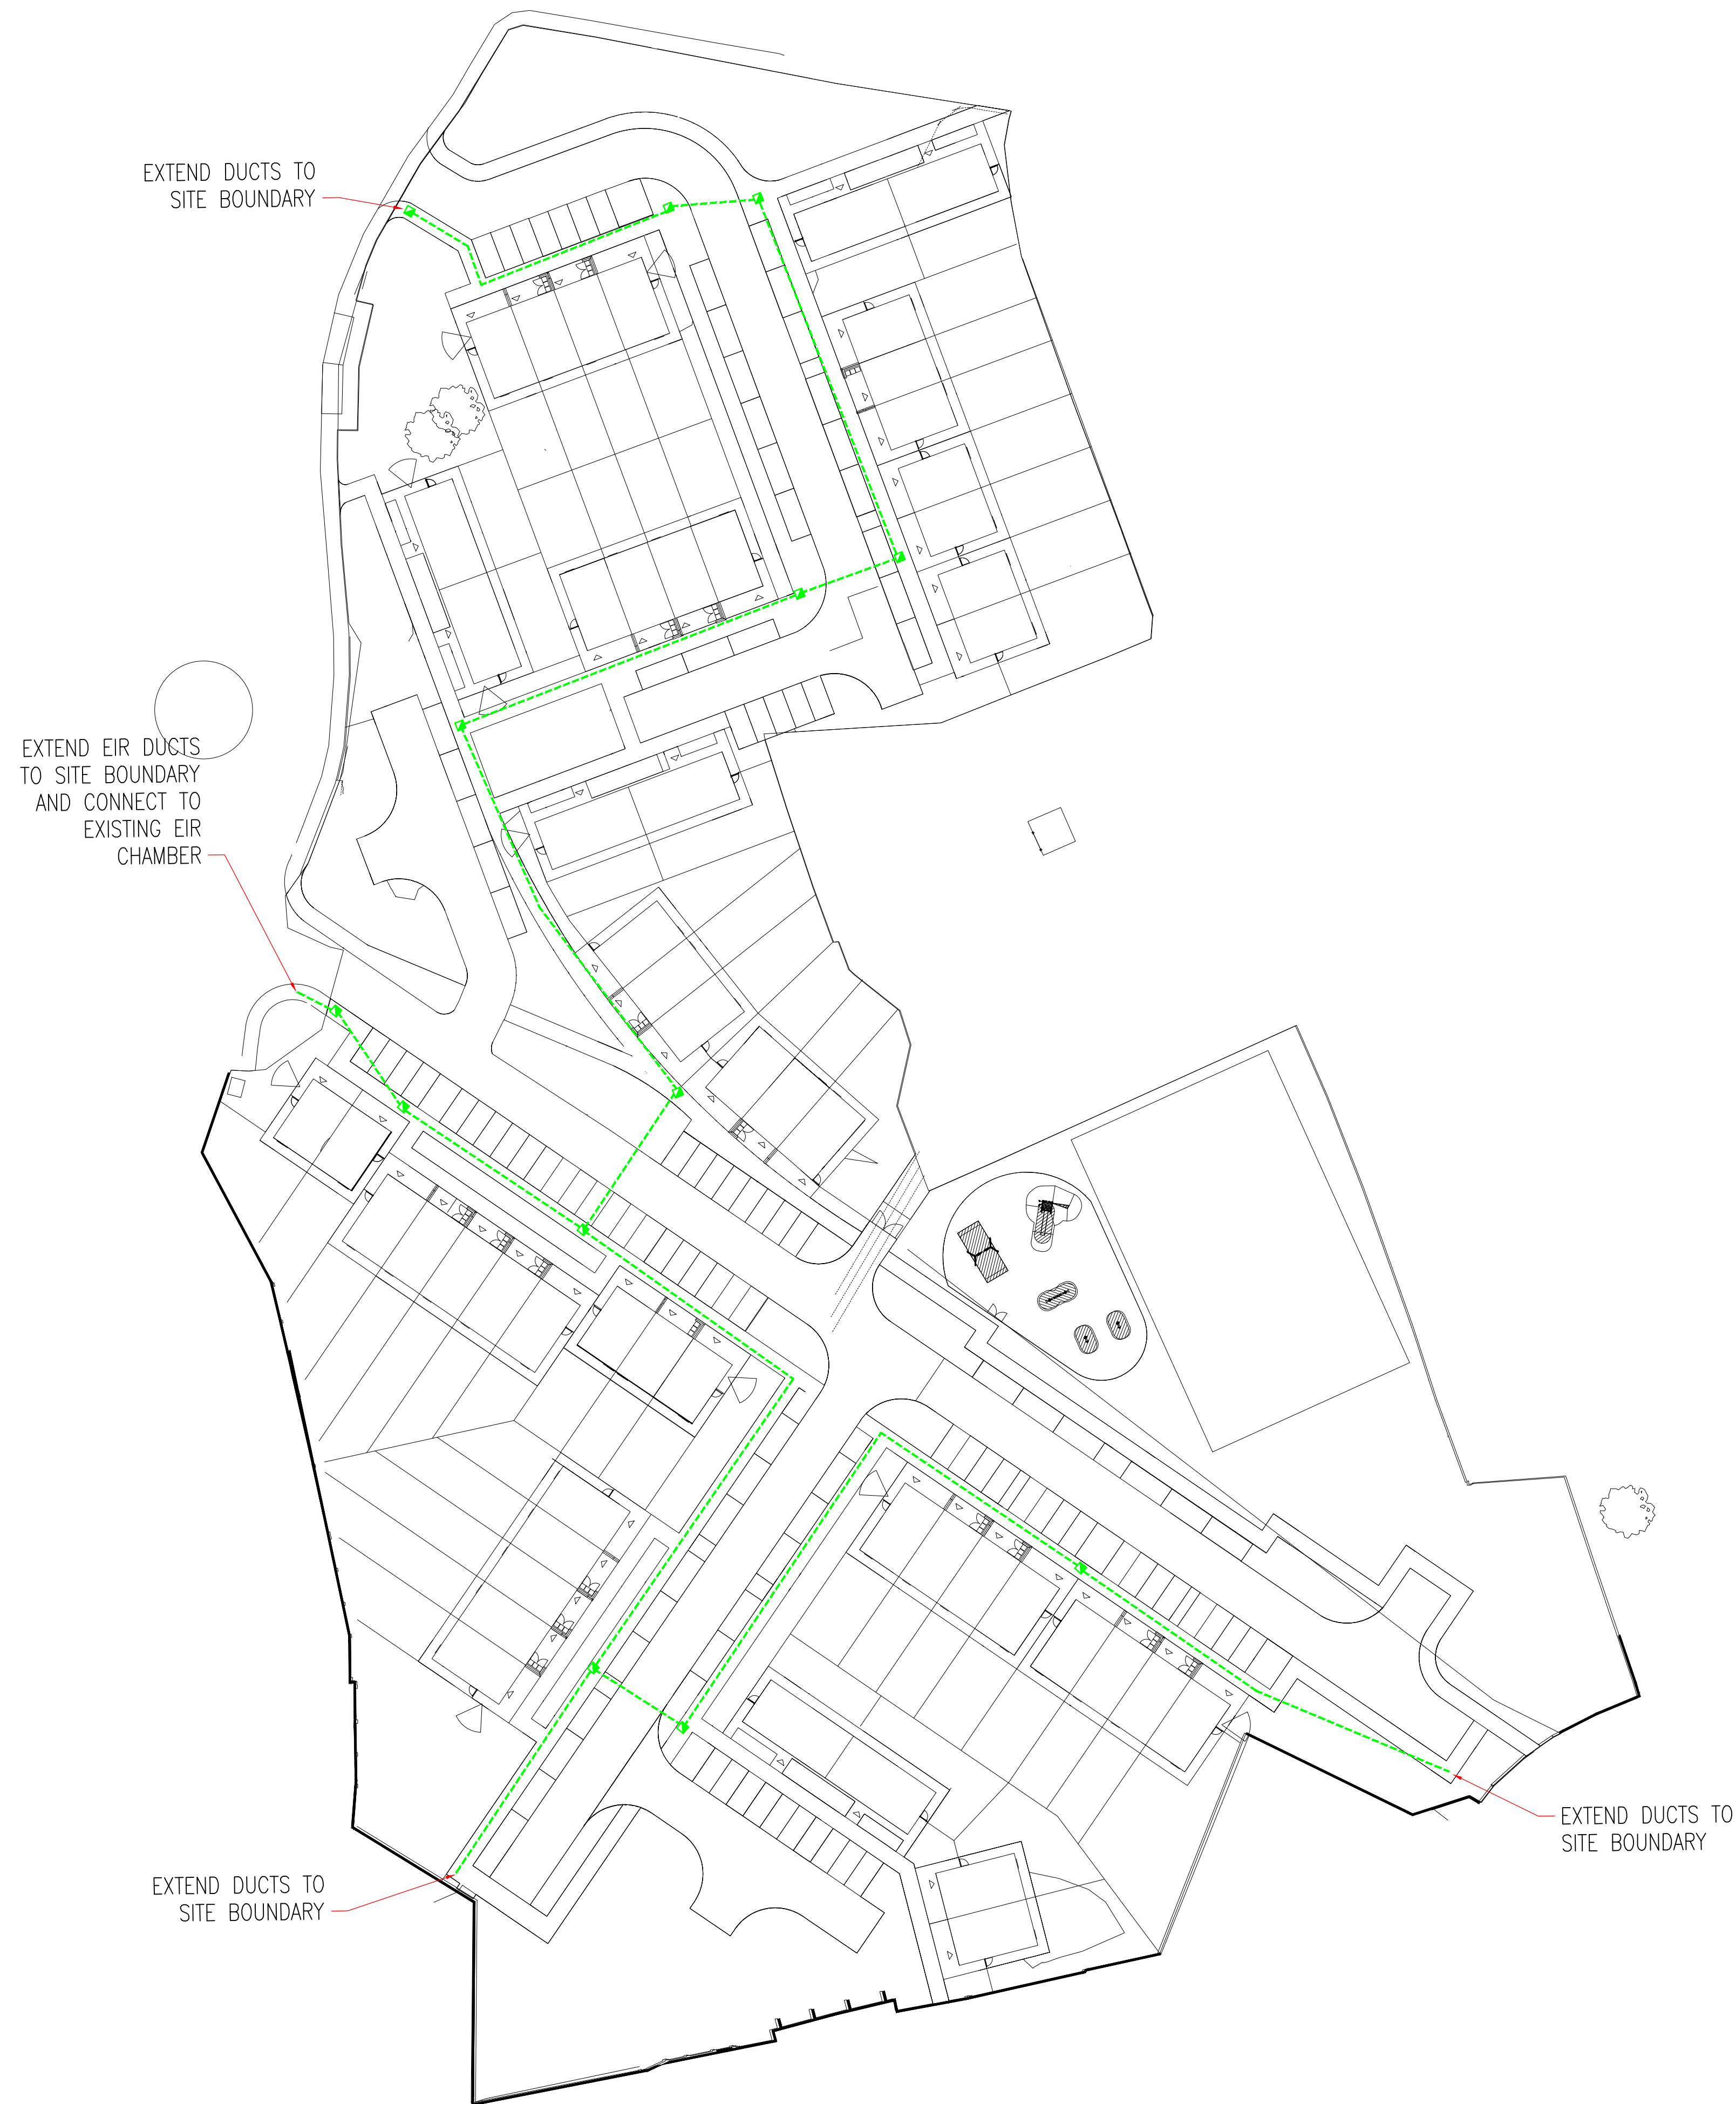 EXTEND DUCTS TO
SITE BOUNDARY
EXTEND EIR DUCTS
TO SITE BOUNDARY
AND CONNECT TO
EXISTING EIR
CHAMBER
EXTEND DUCTS TO
SITE BOUNDARY
EXTEND DUCTS TO
SITE BOUNDARY